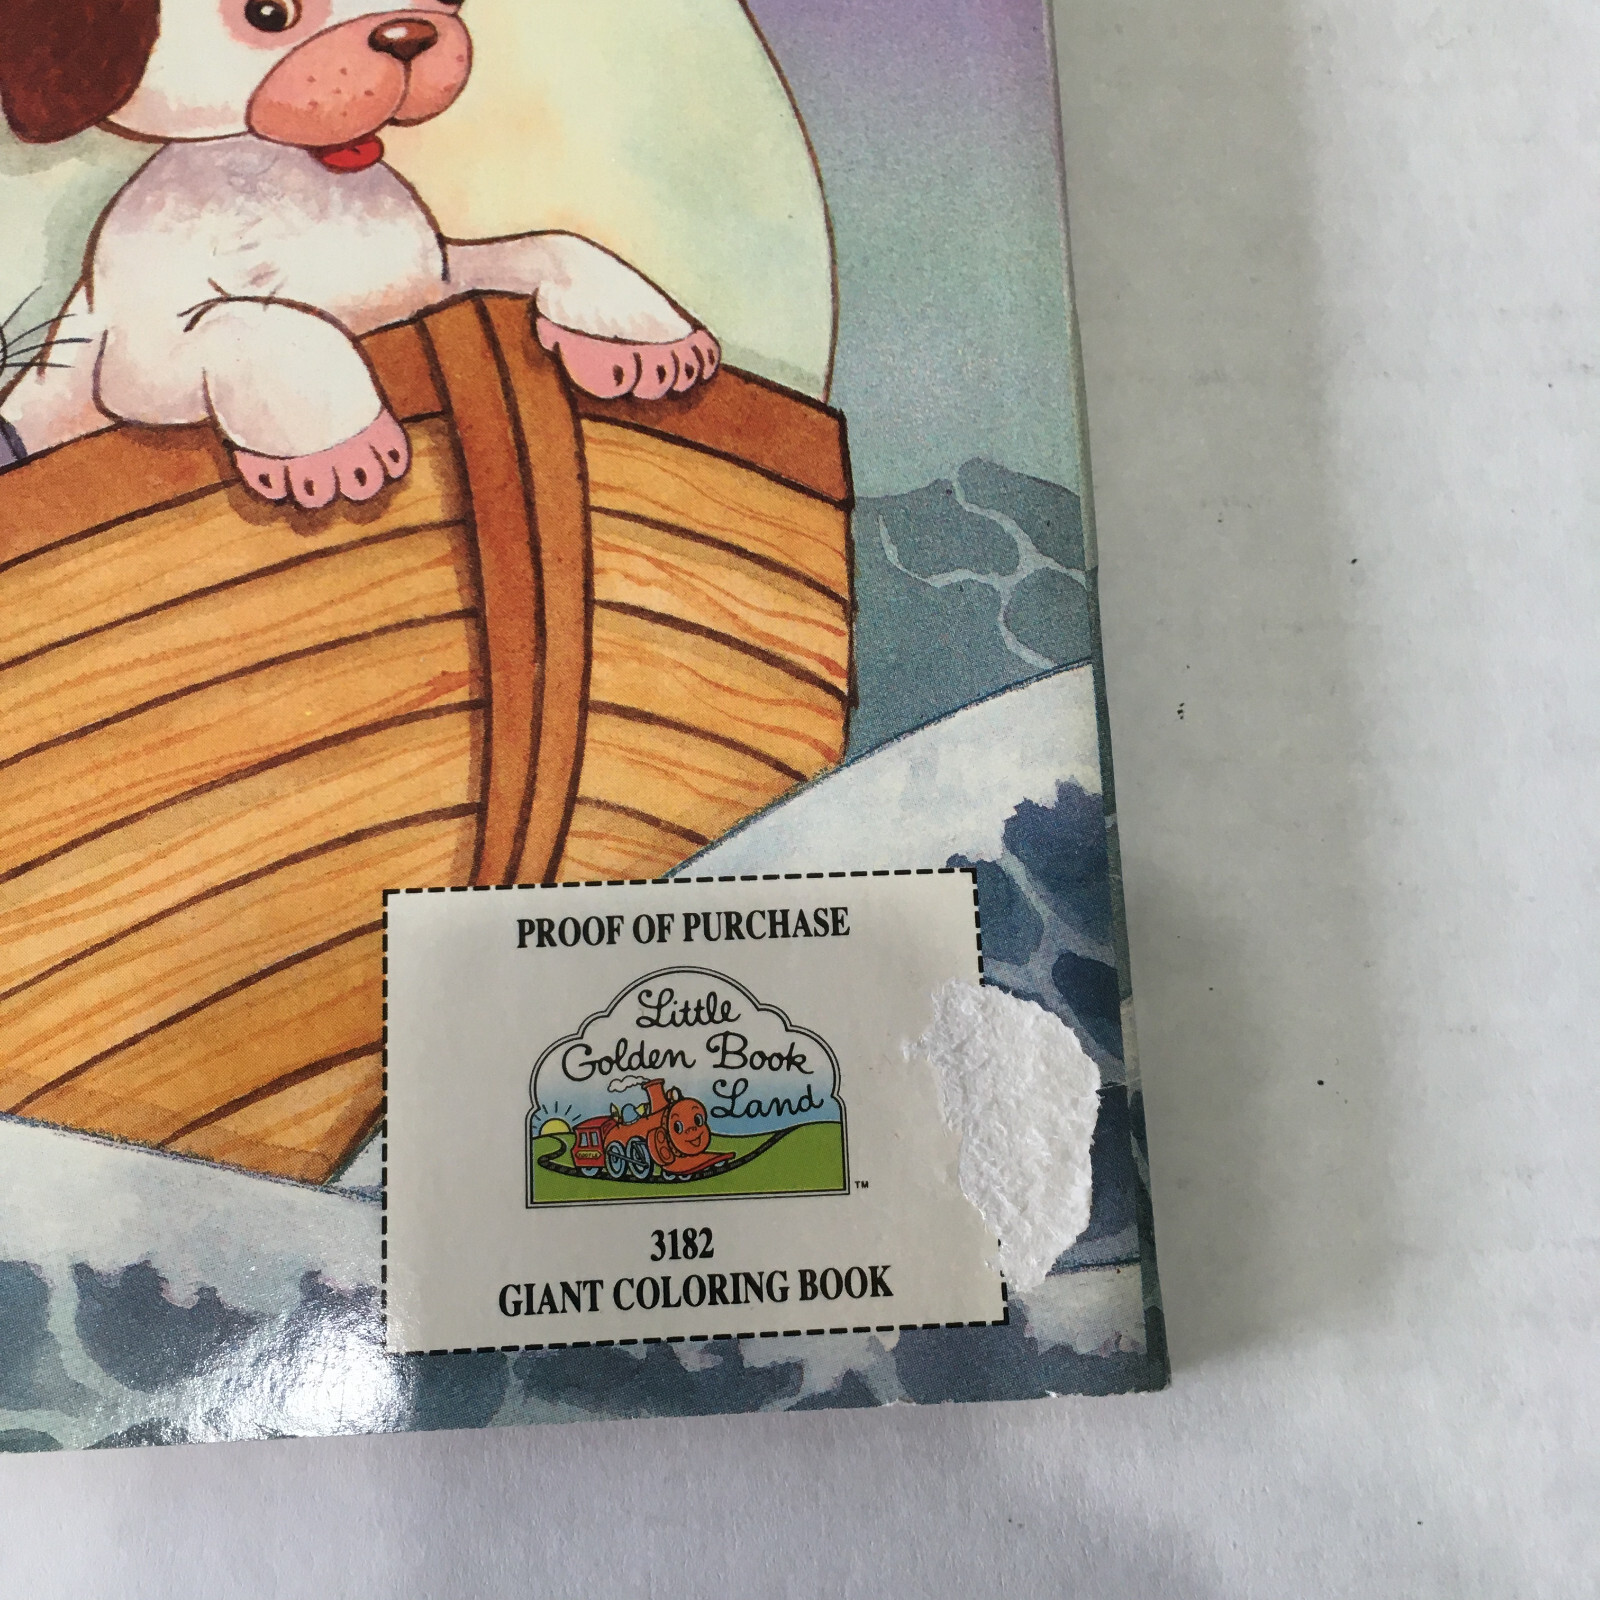 PROOF OF PURCHASE
Little
Golden Book
Land
TM
3182
GIANT COLORING BOOK